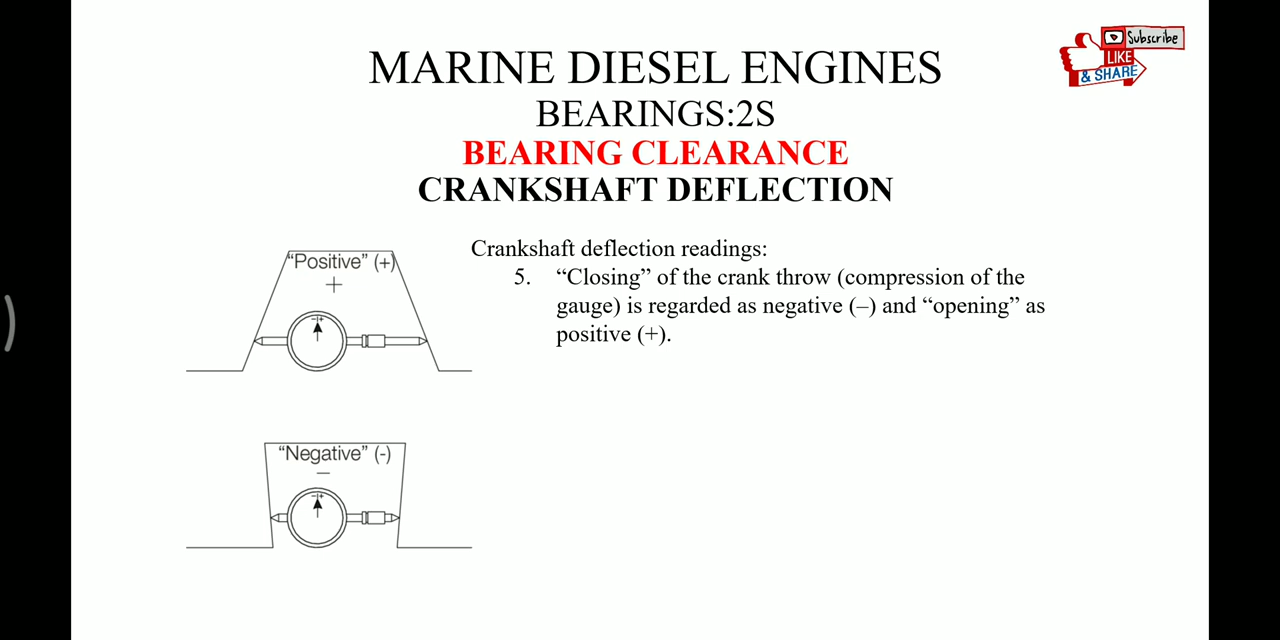 MARINE DIESEL ENGINES
BEARINGS:2S
BEARING CLEARANCE
CRANKSHAFT DEFLECTION
Subscribe
LIKE
& SHARE
Crankshaft deflection readings:
5. “Closing” of the crank throw (compression of the
gauge) is regarded as negative (–) and “opening” as
positive (+).
“Positive” (+)
+
–|+
“Negative” (-)
–
–|+